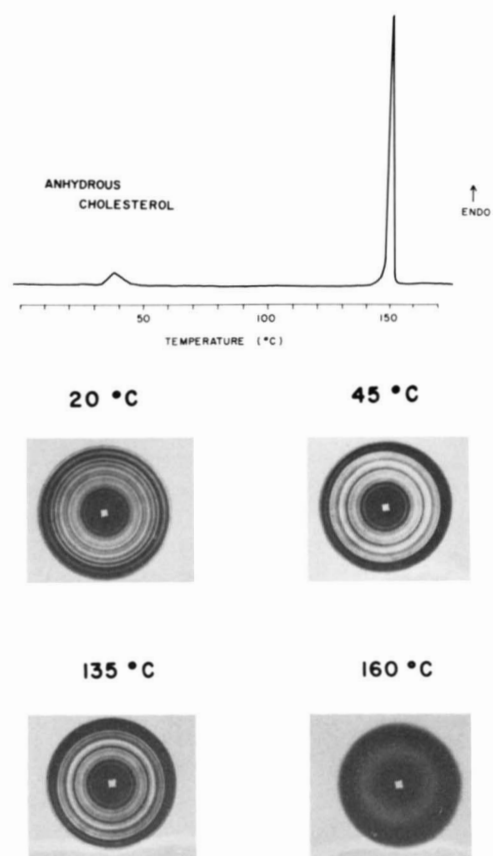 ANHYDROUS
CHOLESTEROL
↑
ENDO
50 100 150
TEMPERATURE (°C)
20 °C 45 °C
135 °C 160 °C